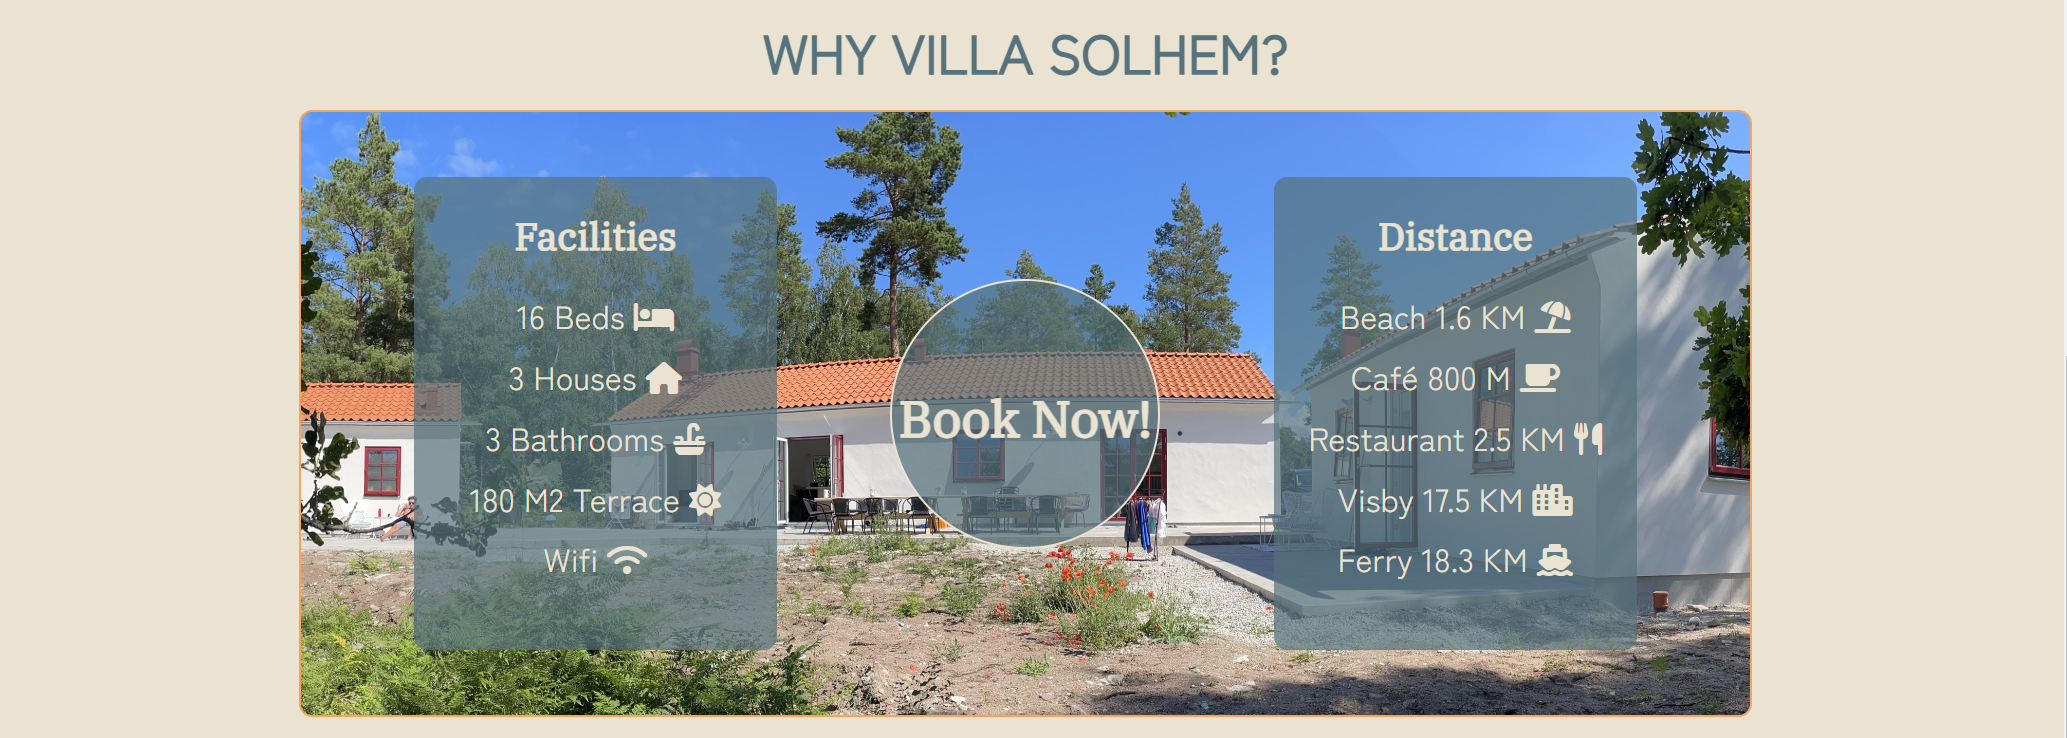 WHY VILLA SOLHEM?
Facilities
16 Beds
3 Houses
3 Bathrooms
180 M2 Terrace
Wifi
Book Now!
Distance
Beach 1.6 KM
Café 800 M
Restaurant 2.5 KM
Visby 17.5 KM
Ferry 18.3 KM